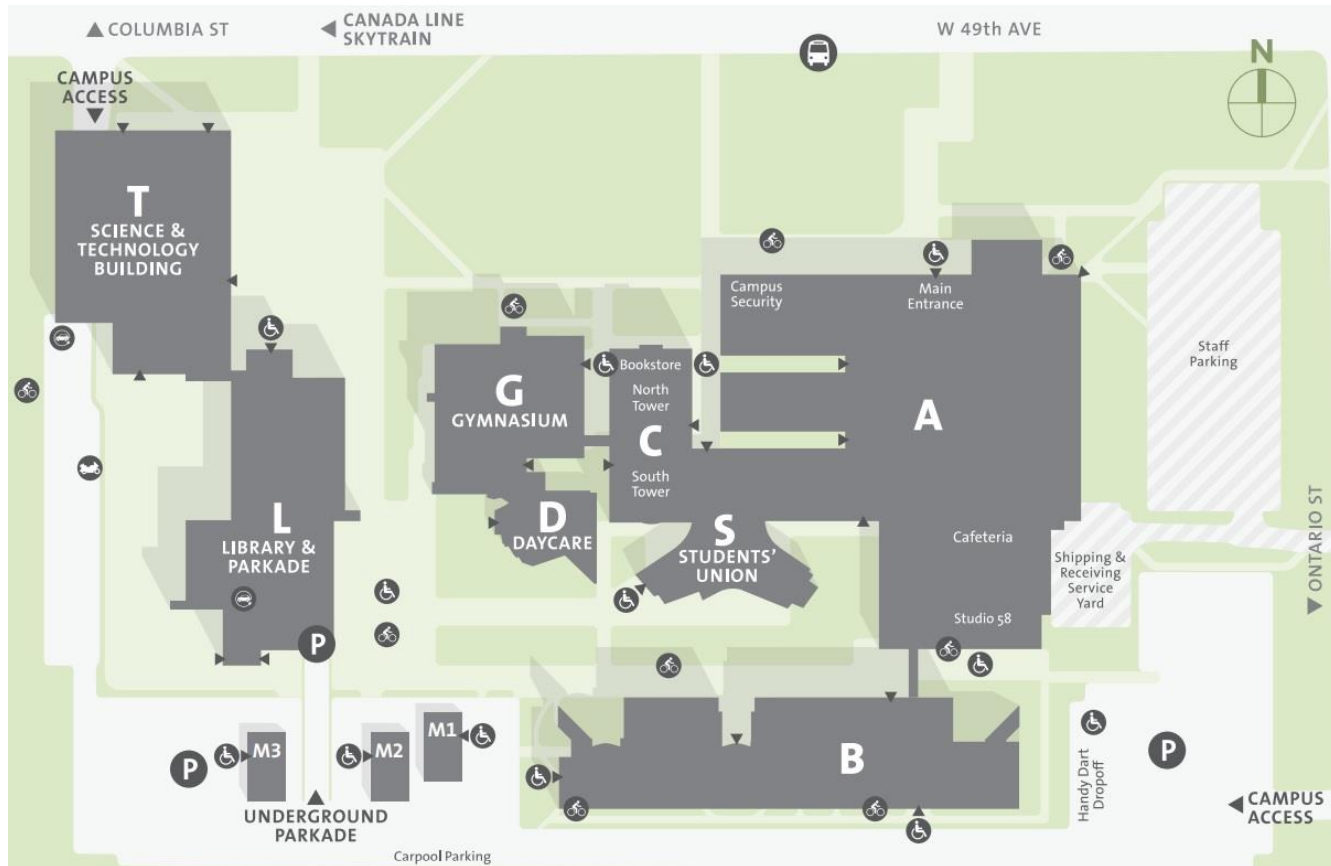 COLUMBIA ST
CANADA LINE
SKYTRAIN
W 49th AVE
N
CAMPUS
ACCESS
T
SCIENCE &
TECHNOLOGY
BUILDING
Campus
Security
Main
Entrance
Staff
Parking
Bookstore
North
Tower
G
GYMNASIUM
C
A
South
Tower
L
LIBRARY &
PARKADE
D
DAYCARE
S
STUDENTS'
UNION
Cafeteria
Shipping &
Receiving
Service
Yard
ONTARIO ST
Studio 58
P
M1
M2
M3
P
B
Handy Dart
Dropoff
P
UNDERGROUND
PARKADE
CAMPUS
ACCESS
Carpool Parking